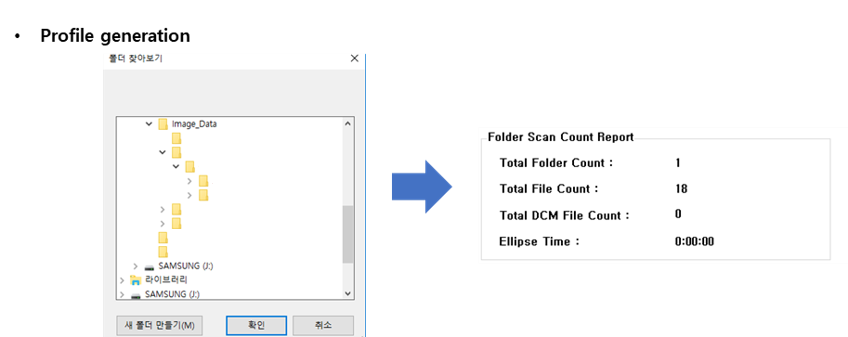 • Profile generation
폴더 찾아보기
Image_Data
SAMSUNG (J:)
라이브러리
SAMSUNG (J:)
새 폴더 만들기(M) 확인 취소
Folder Scan Count Report
Total Folder Count : 1
Total File Count : 18
Total DCM File Count : 0
Ellipse Time : 0:00:00